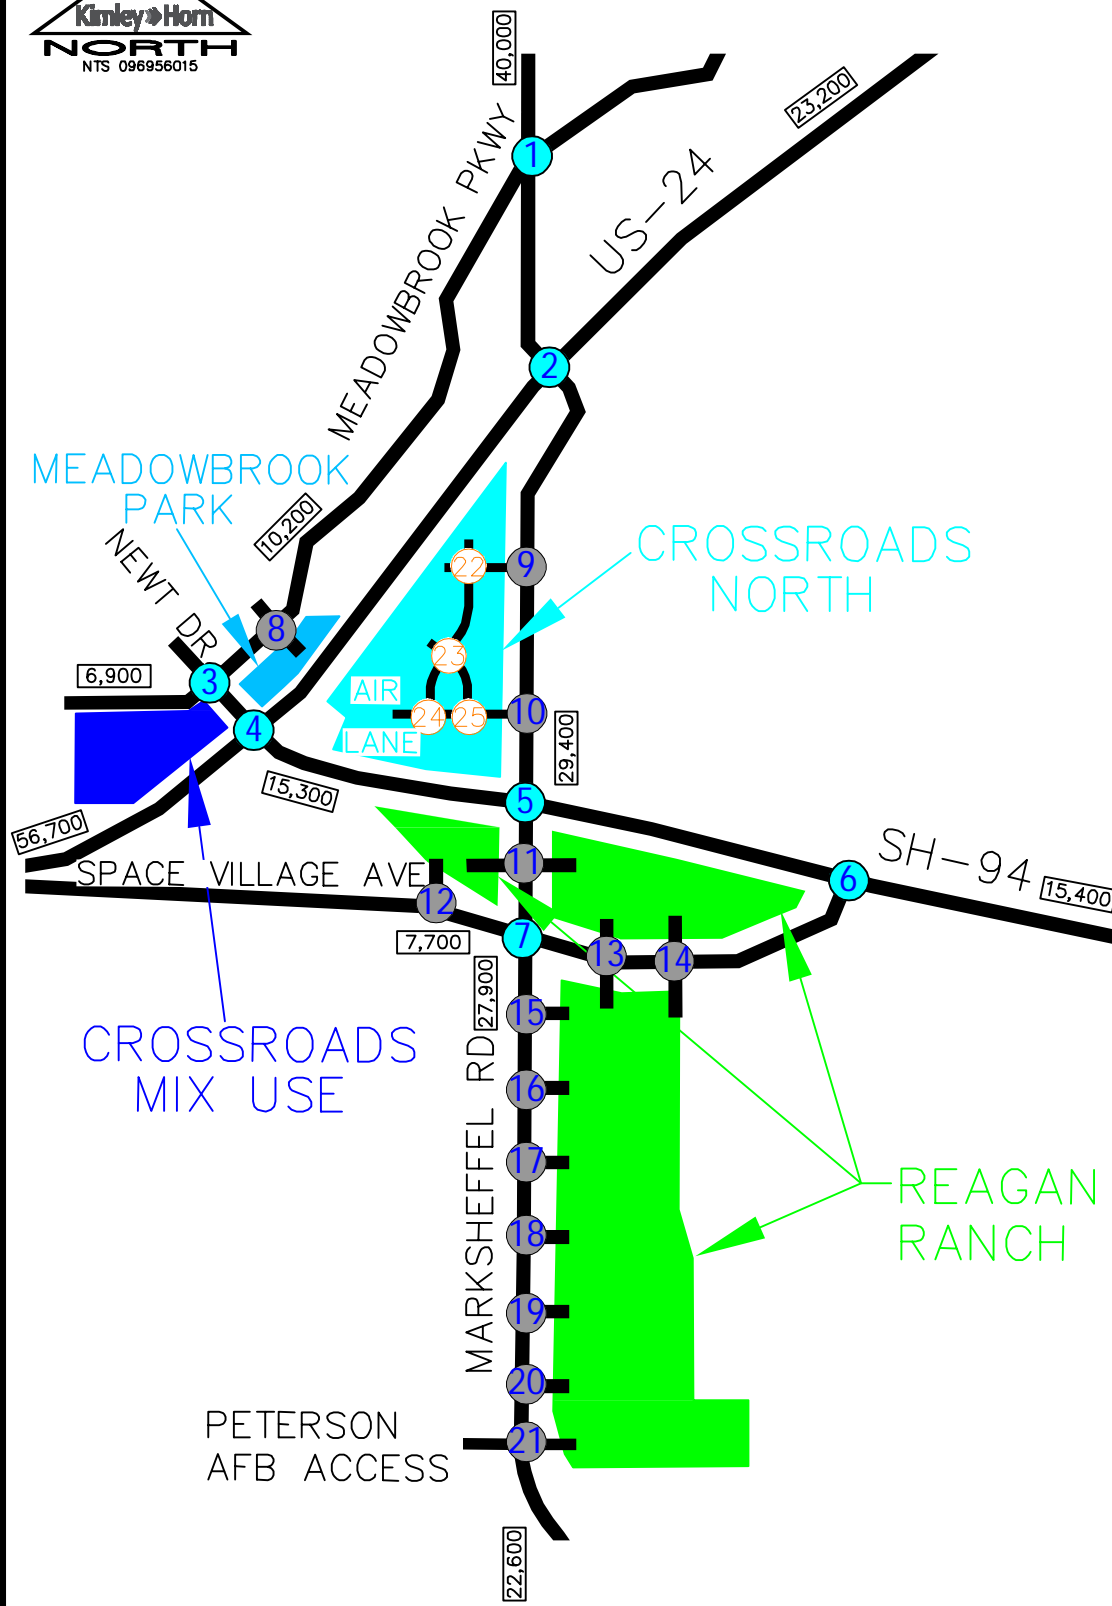 Kimley»Horn
NORTH
NTS 096956015
40,000
MEADOWBROOK PKWY
1
23,200
US-24
2
MEADOWBROOK
PARK
10,200
NEWT DR
8
6,900
3
4
CROSSROADS
NORTH
22
9
23
AIR
LANE
24
25
10
29,400
15,300
5
56,700
SPACE VILLAGE AVE
11
12
7,700
7
SH-94
6
15,400
13
14
27,900
15
CROSSROADS
MIX USE
MARKSHEFFEL RD
16
17
18
19
20
21
REAGAN
RANCH
PETERSON
AFB ACCESS
22,600